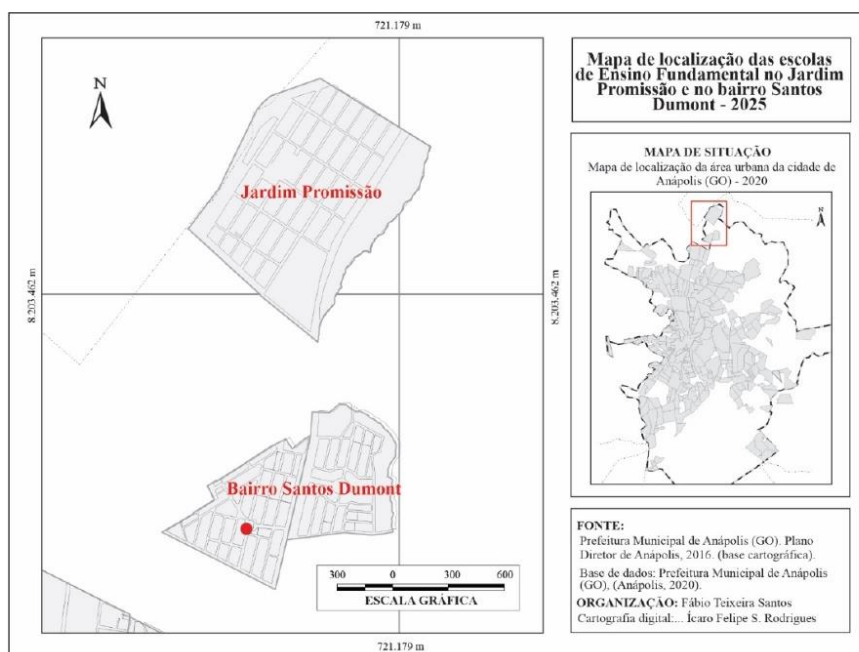 721.179 m
N
Jardim Promissão
8.203.462 m
8.203.462 m
Bairro Santos Dumont
300 0 300 600
ESCALA GRÁFICA
721.179 m
Mapa de localização das escolas
de Ensino Fundamental no Jardim
Promissão e no bairro Santos
Dumont - 2025
MAPA DE SITUAÇÃO
Mapa de localização da área urbana da cidade de
Anápolis (GO) - 2020
N
FONTE:
Prefeitura Municipal de Anápolis (GO). Plano
Diretor de Anápolis, 2016. (base cartográfica).
Base de dados: Prefeitura Municipal de Anápolis
(GO), (Anápolis, 2020).
ORGANIZAÇÃO: Fábio Teixeira Santos
Cartografia digital:... Ícaro Felipe S. Rodrigues